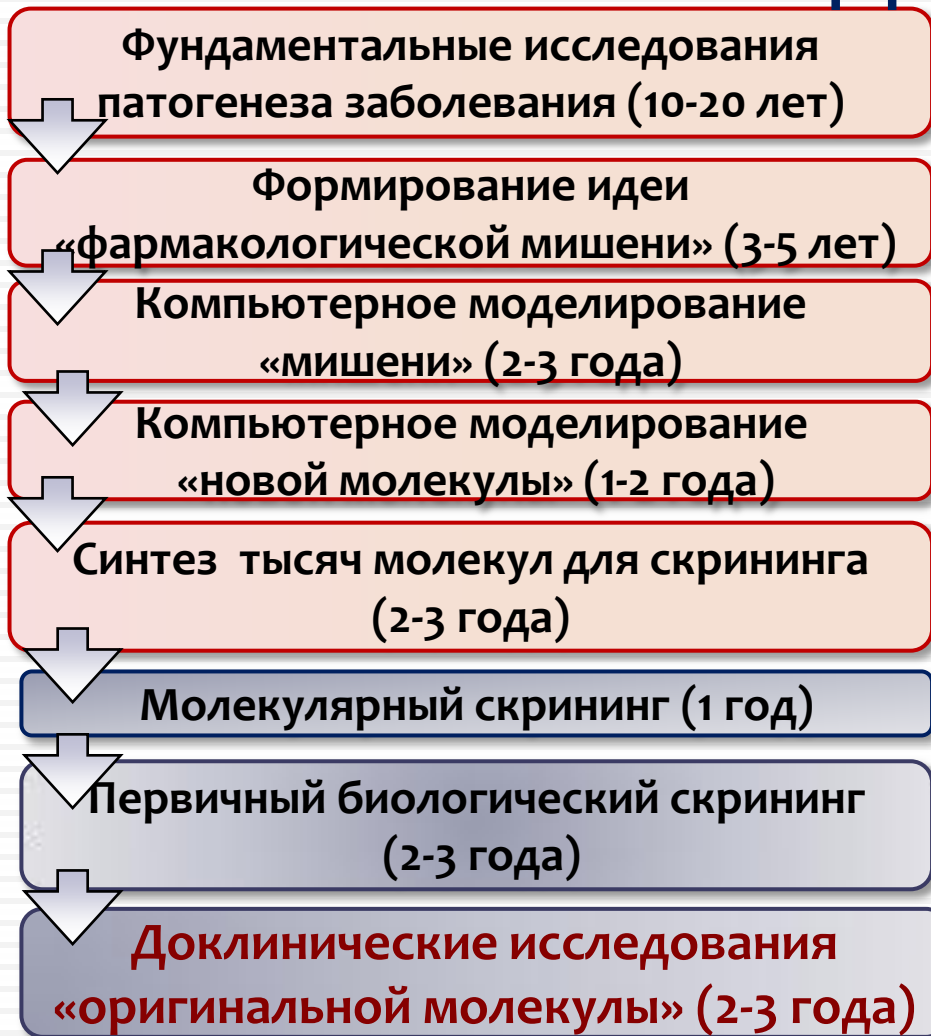 Фундаментальные исследования
патогенеза заболевания (10-20 лет)
Формирование идеи
«фармакологической мишени» (3-5 лет)
Компьютерное моделирование
«мишени» (2-3 года)
Компьютерное моделирование
«новой молекулы» (1-2 года)
Синтез тысяч молекул для скрининга
(2-3 года)
Молекулярный скрининг (1 год)
Первичный биологический скрининг
(2-3 года)
Доклинические исследования
«оригинальной молекулы» (2-3 года)